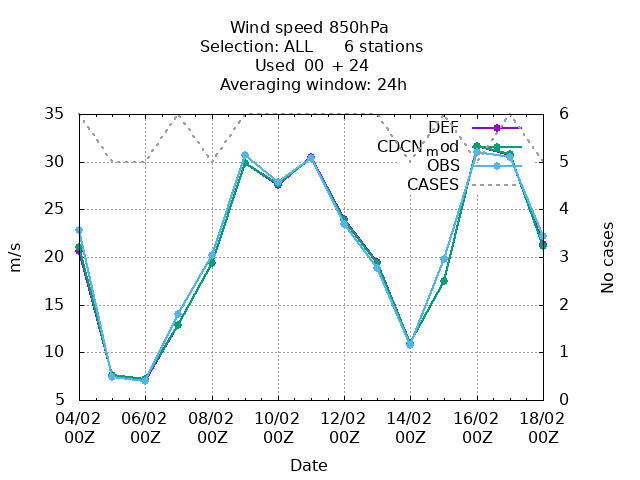 Wind speed 850hPa
Selection: ALL 6 stations
Used 00 + 24
Averaging window: 24h
35
30
25
20
15
10
5
6
5
4
3
2
1
0
m/s
No cases
DEF
CDCN_mod
OBS
CASES
04/02 06/02 08/02 10/02 12/02 14/02 16/02 18/02
00Z 00Z 00Z 00Z 00Z 00Z 00Z 00Z
Date